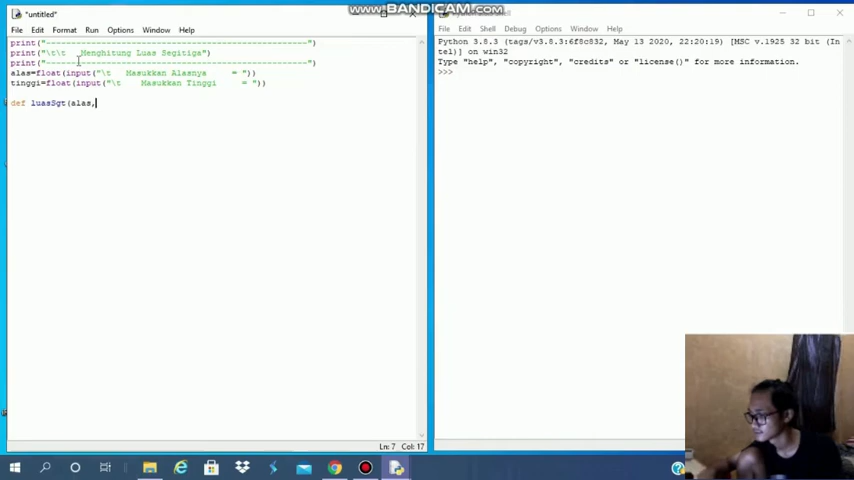 www.BANDICAM.com
*untitled*
File Edit Format Run Options Window Help
print("----------------------------------------------------")
print("\t\t   Menghitung Luas Segitiga")
print("----------------------------------------------------")
alas=float(input("\t   Masukkan Alasnya     = "))
tinggi=float(input("\t    Masukkan Tinggi     = "))
def luasSgt(alas,
Ln: 7 Col: 17
Shell
File Edit Shell Debug Options Window Help
Python 3.8.3 (tags/v3.8.3:6f8c832, May 13 2020, 22:20:19) [MSC v.1925 32 bit (In
tel)] on win32
Type "help", "copyright", "credits" or "license()" for more information.
>>>